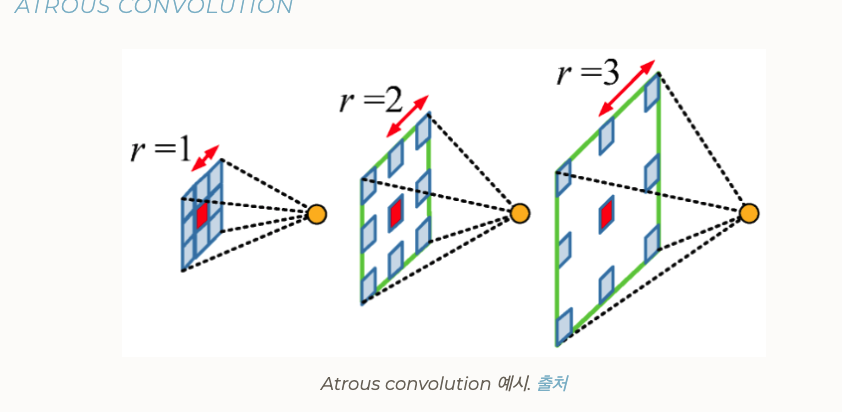 ATROUS CONVOLUTION
r =1
r =2
r =3
Atrous convolution 예시. 출처